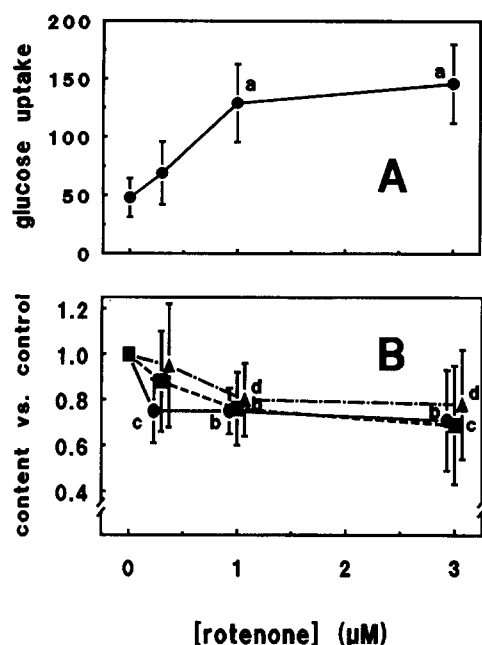 200
150
100
50
0
glucose uptake
a
a
A
1.2
1.0
0.8
0.6
0.4
content vs. control
B
c
b
d
b
d
b
c
0
1
2
3
[rotenone] (µM)